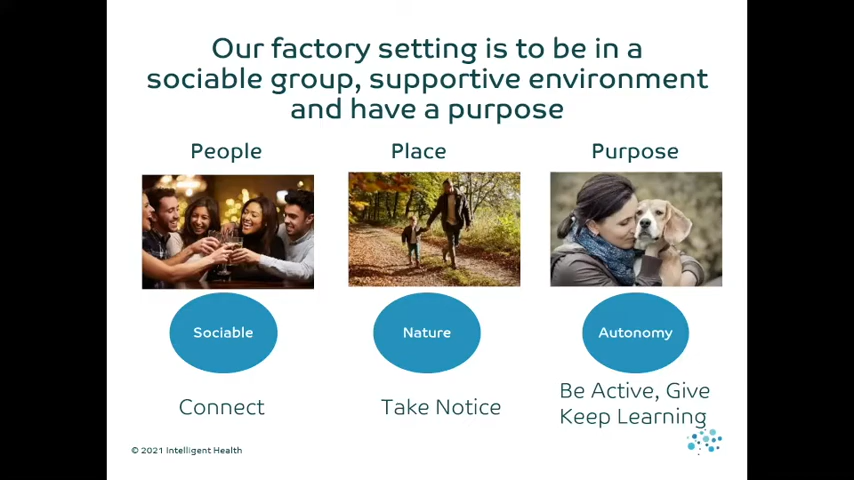 Our factory setting is to be in a
sociable group, supportive environment
and have a purpose
People
Place
Purpose
Sociable
Nature
Autonomy
Connect
Take Notice
Be Active, Give
Keep Learning
© 2021 Intelligent Health